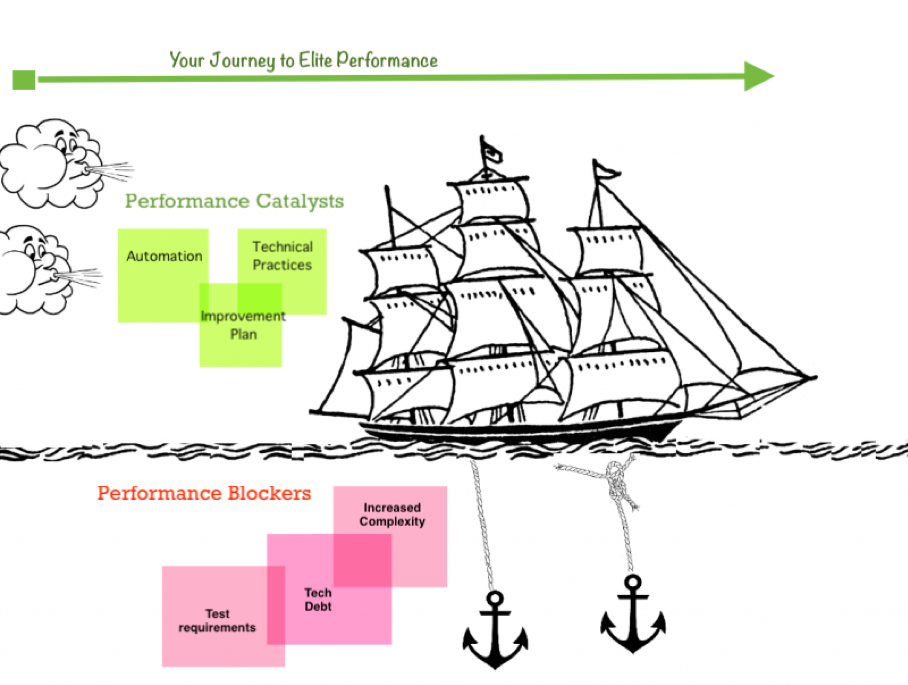 Your Journey to Elite Performance
Performance Catalysts
Automation
Technical
Practices
Improvement
Plan
Performance Blockers
Increased
Complexity
Tech
Debt
Test
requirements